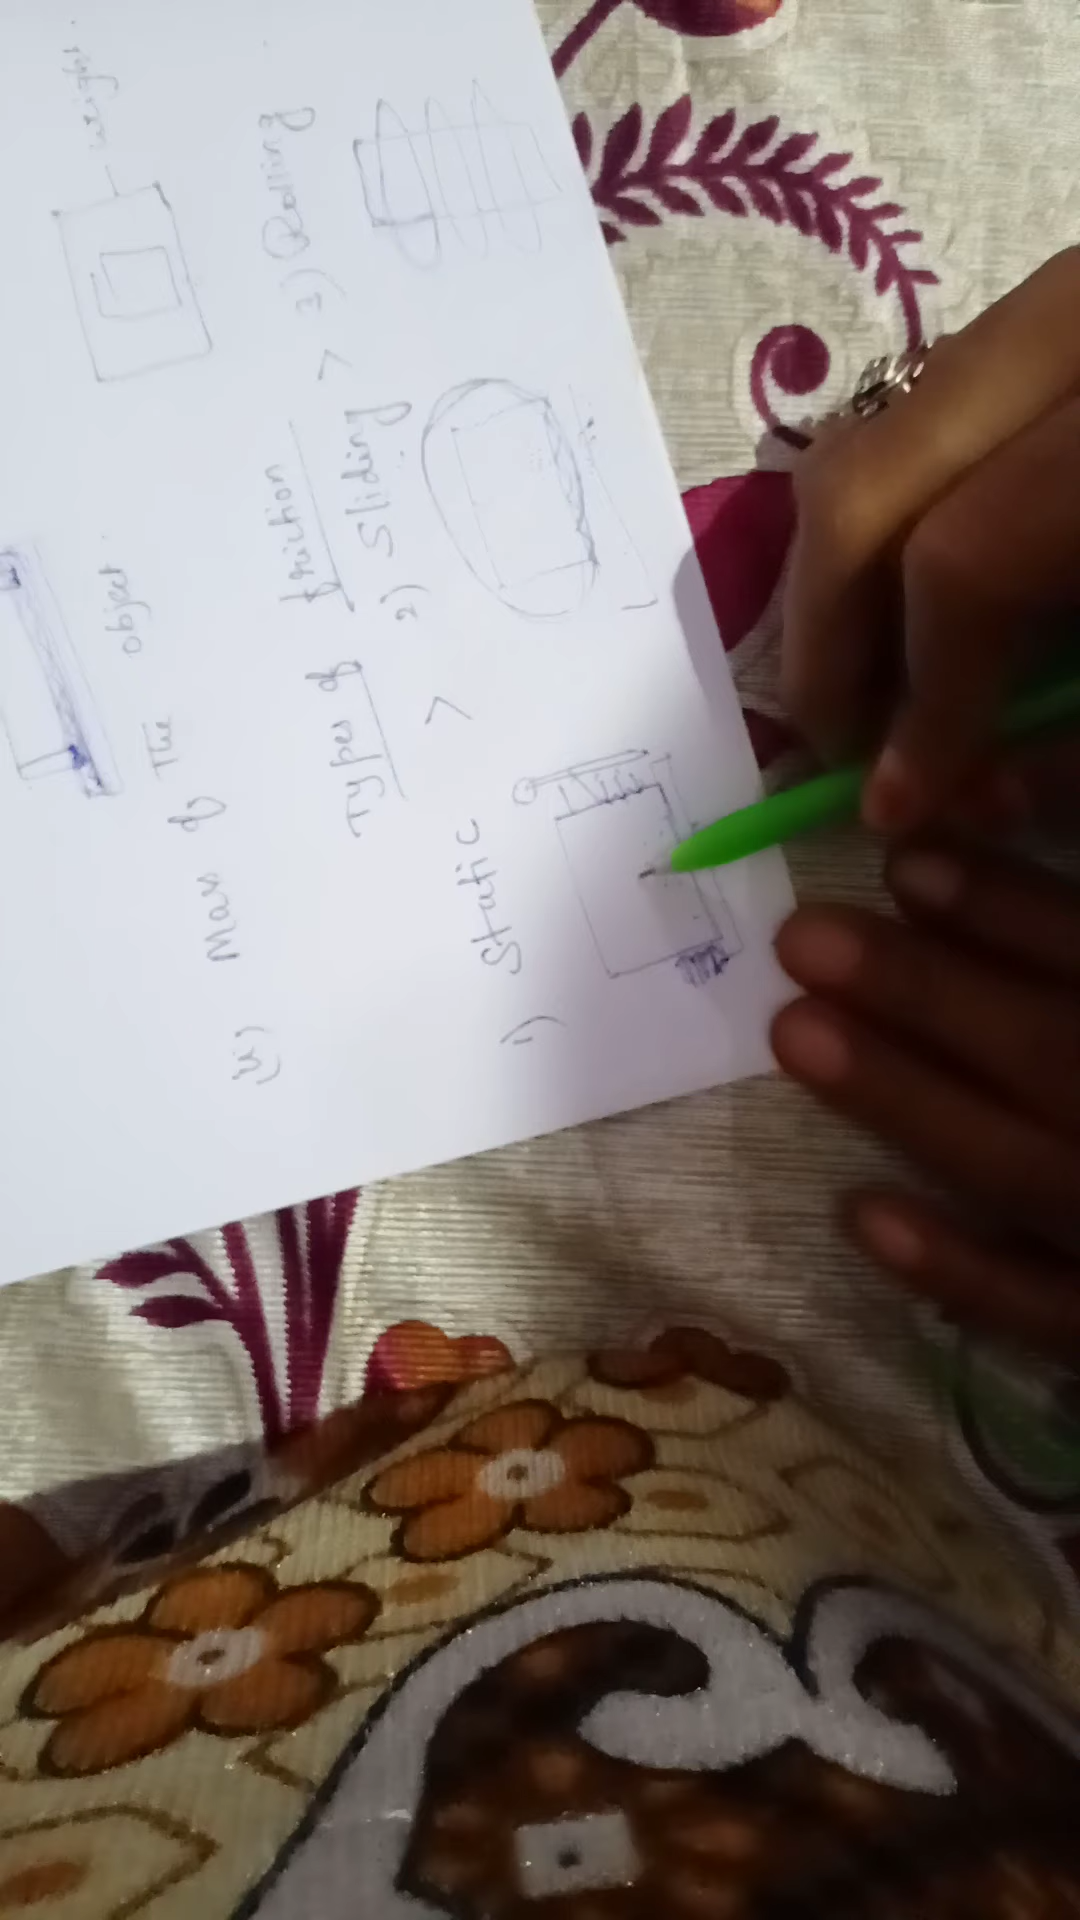 weight
(ii) Mass of The object.
Types of friction
1) Static > 2) Sliding > 3) Rolling